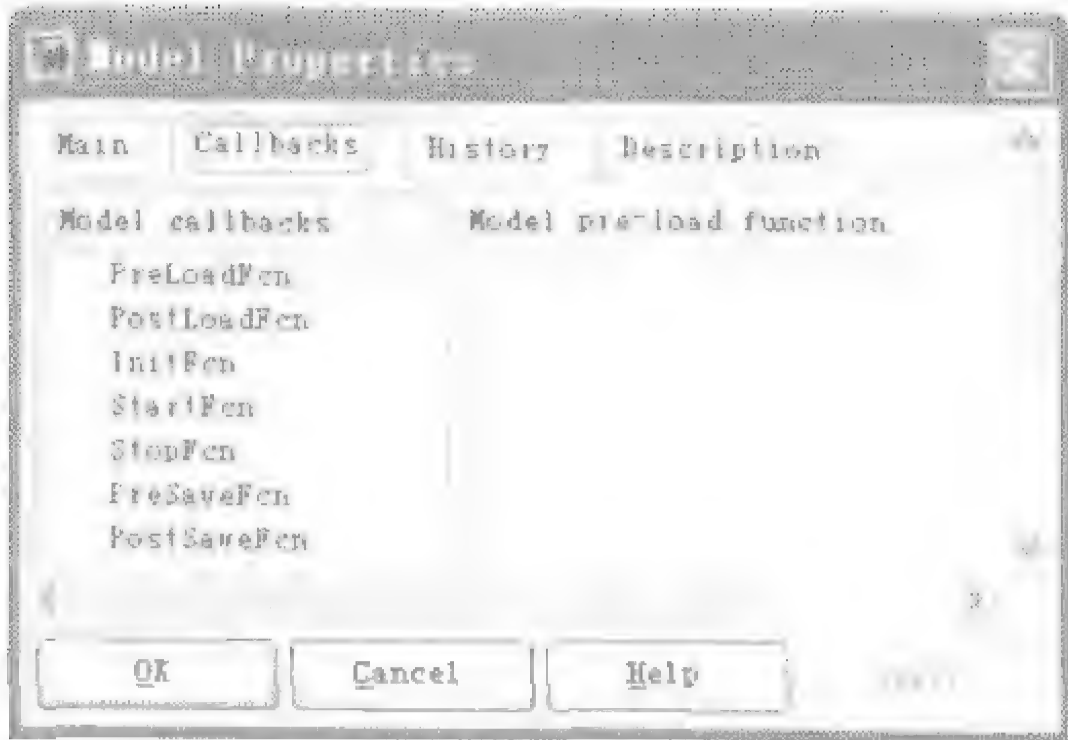 Model Properties
Main Callbacks History Description
Model callbacks Model pre-load function
PreLoadFcn
PostLoadFcn
InitFcn
StartFcn
StopFcn
PreSaveFcn
PostSaveFcn
OK Cancel Help